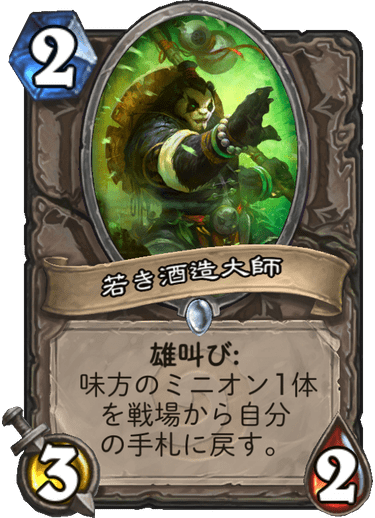 2
若き酒造大師
雄叫び:
味方のミニオン1体
を戦場から自分
の手札に戻す。
3
2